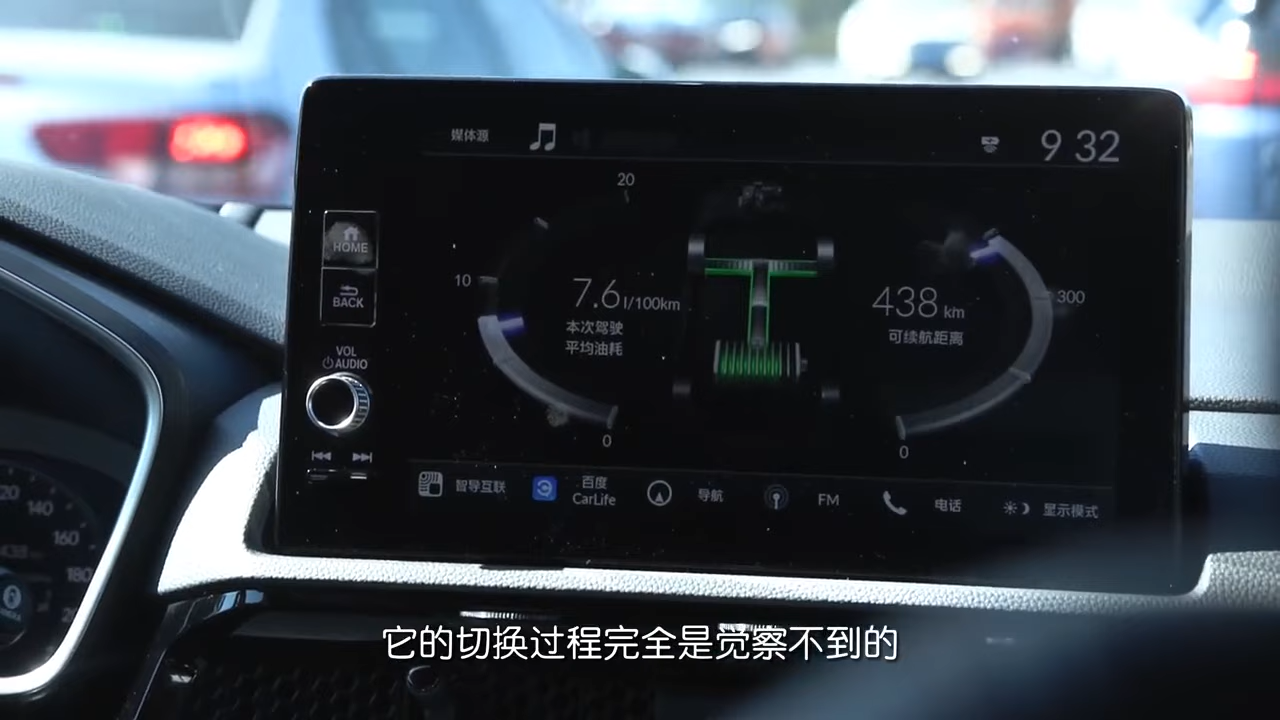 媒体源
9 32
20
HOME
10
7.6 l/100km
本次驾驶
平均油耗
438 km
可续航距离
300
BACK
VOL
AUDIO
0
0
智导互联
百度
CarLife
导航
FM
电话
显示模式
140
160
180
它的切换过程完全是觉察不到的